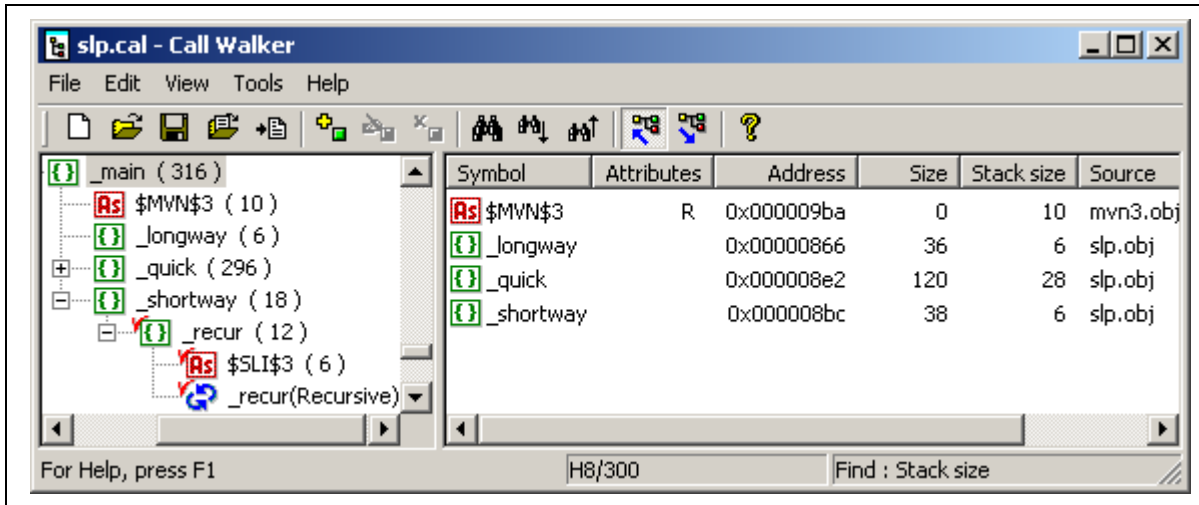 slp.cal - Call Walker
File Edit View Tools Help
_main ( 316 )
$MVN$3 ( 10 )
_longway ( 6 )
_quick ( 296 )
_shortway ( 18 )
_recur ( 12 )
$SLI$3 ( 6 )
_recur(Recursive)
Symbol Attributes Address Size Stack size Source
$MVN$3 R 0x000009ba 0 10 mvn3.obj
_longway 0x00000866 36 6 slp.obj
_quick 0x000008e2 120 28 slp.obj
_shortway 0x000008bc 38 6 slp.obj
For Help, press F1 H8/300 Find : Stack size